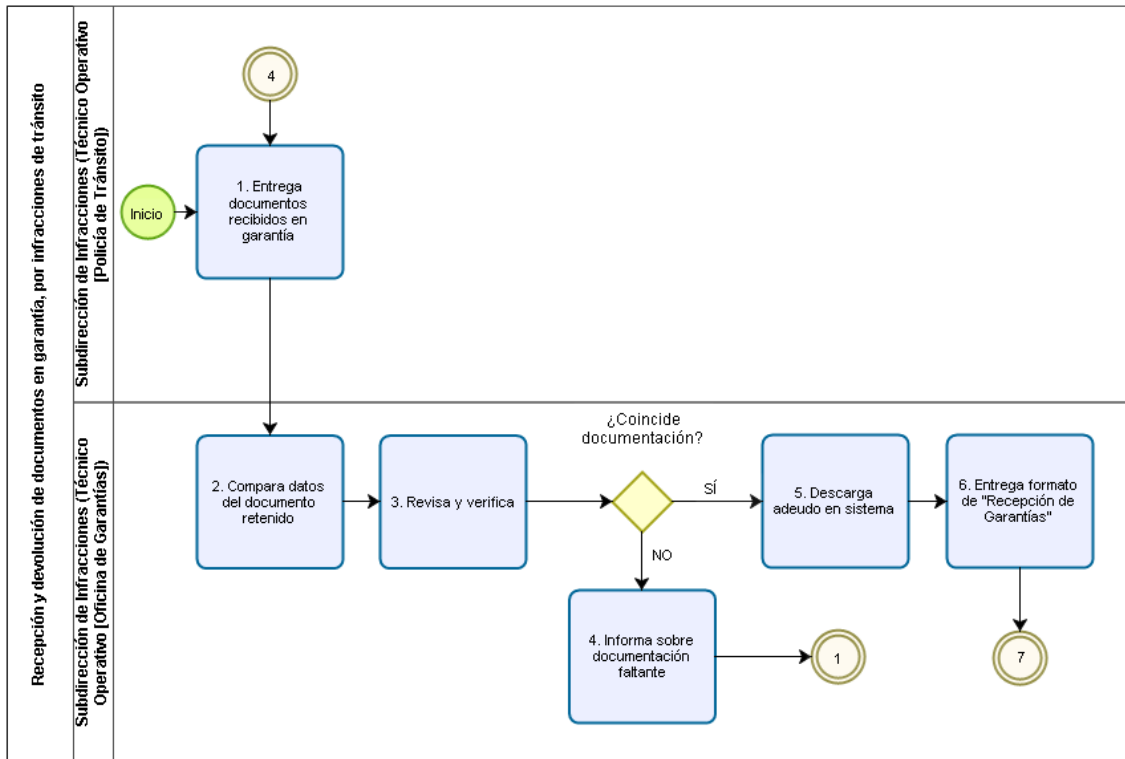 Recepción y devolución de documentos en garantía, por infracciones de tránsito
Subdirección de Infracciones (Técnico Operativo
[Policía de Tránsito])
4
Inicio
1. Entrega
documentos
recibidos en
garantía
Subdirección de Infracciones (Técnico
Operativo [Oficina de Garantías])
2. Compara datos
del documento
retenido
3. Revisa y verifica
¿Coincide
documentación?
SÍ
NO
5. Descarga
adeudo en sistema
6. Entrega formato
de "Recepción de
Garantías"
4. Informa sobre
documentación
faltante
1
7